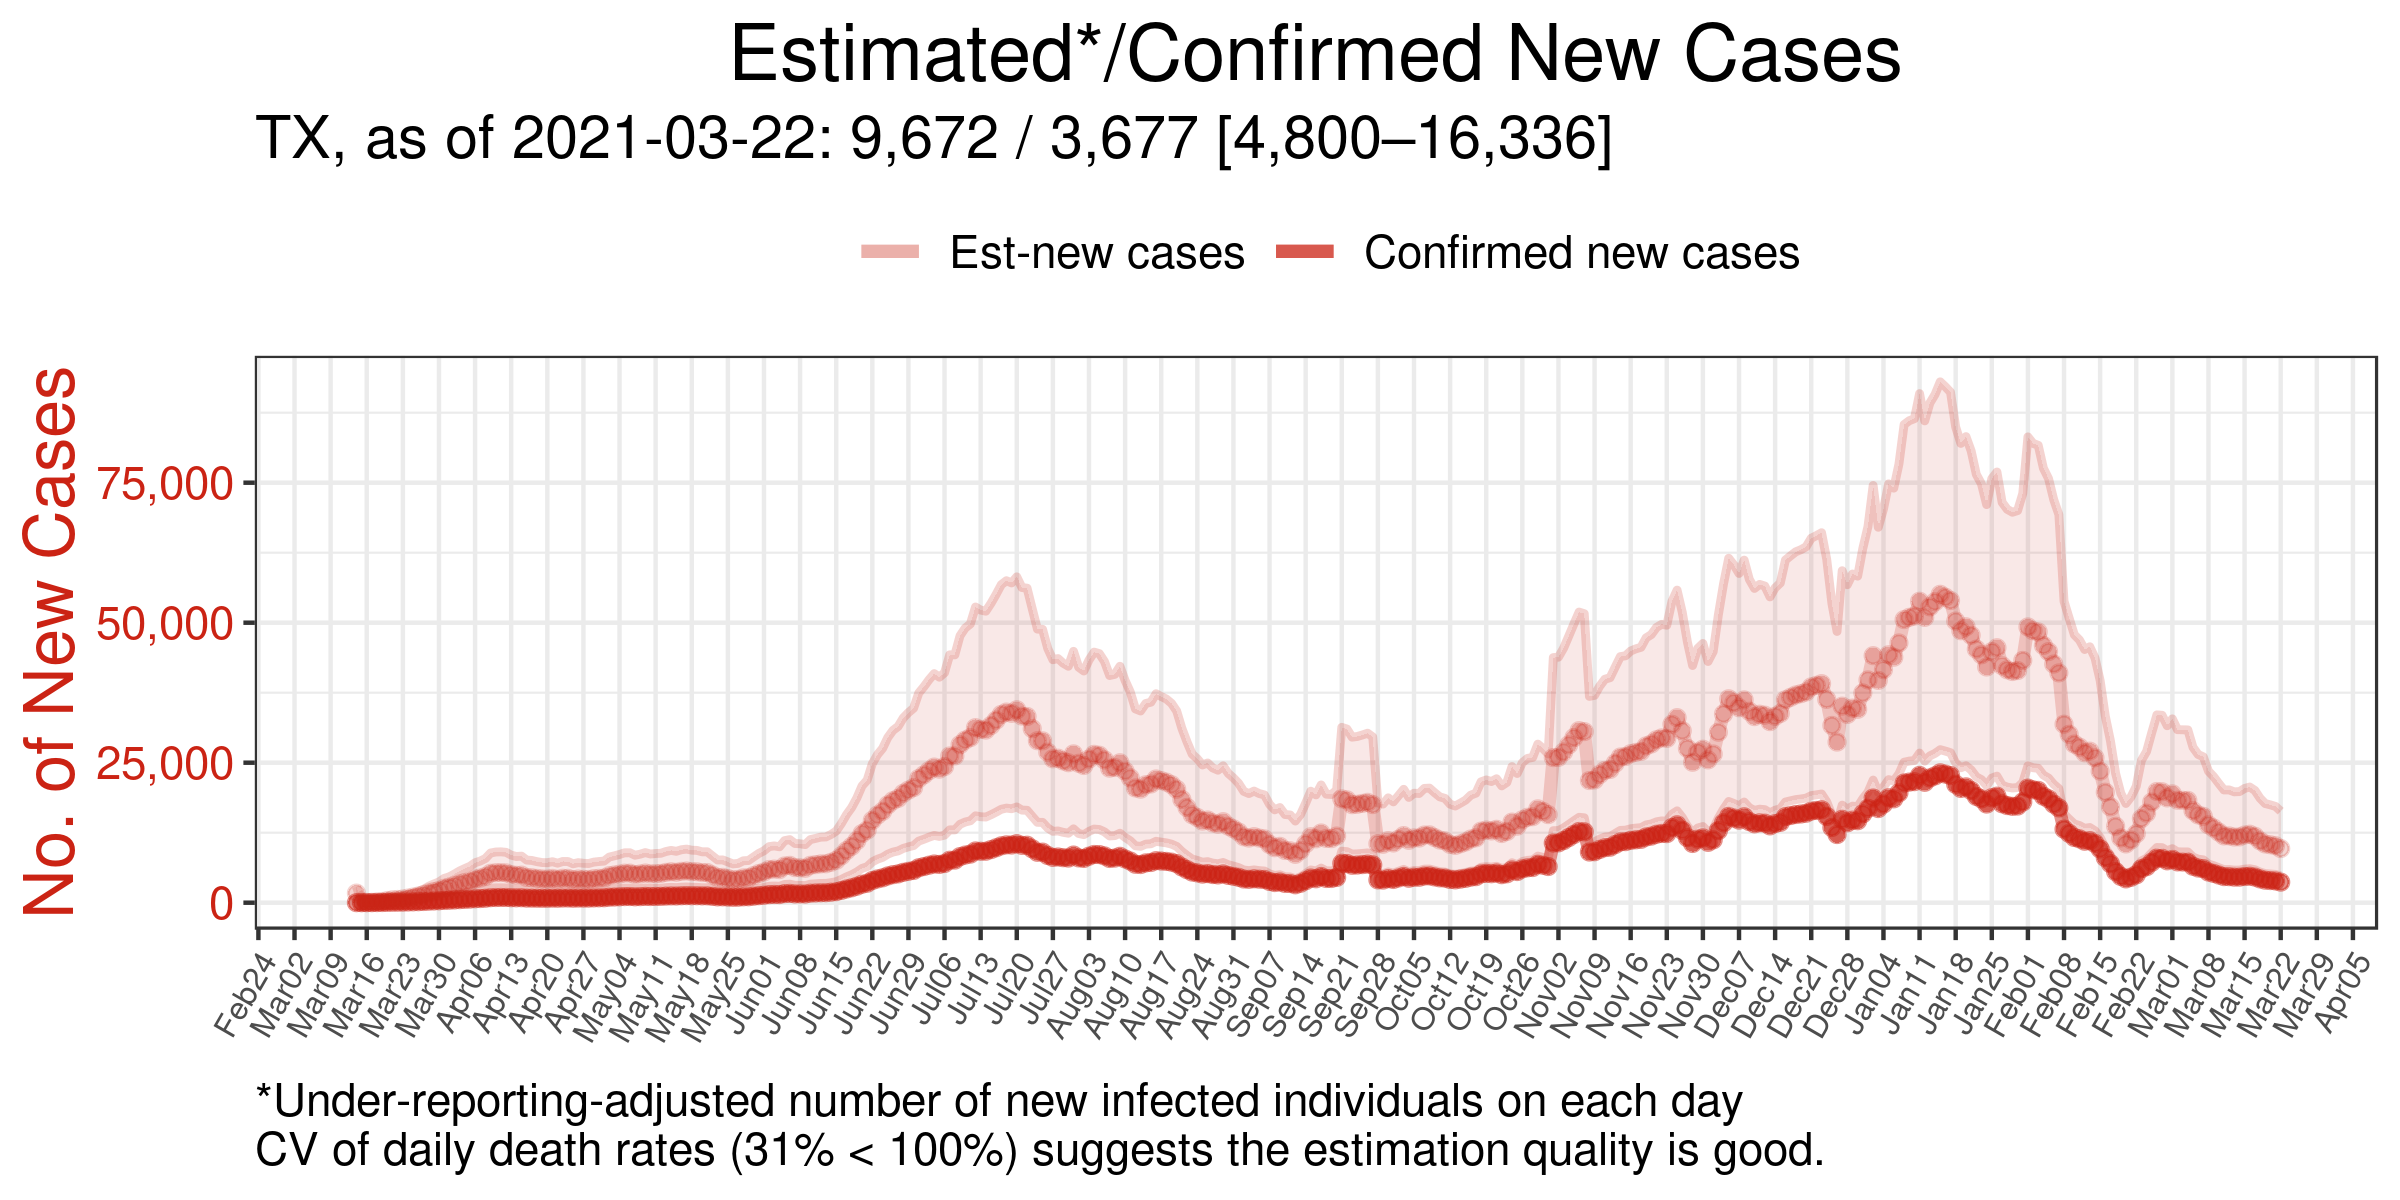 Estimated*/Confirmed New Cases
TX, as of 2021-03-22: 9,672 / 3,677 [4,800–16,336]
Est-new cases Confirmed new cases
No. of New Cases
75,000
50,000
25,000
0
Feb24 Mar02 Mar09 Mar16 Mar23 Mar30 Apr06 Apr13 Apr20 Apr27 May04 May11 May18 May25 Jun01 Jun08 Jun15 Jun22 Jun29 Jul06 Jul13 Jul20 Jul27 Aug03 Aug10 Aug17 Aug24 Aug31 Sep07 Sep14 Sep21 Sep28 Oct05 Oct12 Oct19 Oct26 Nov02 Nov09 Nov16 Nov23 Nov30 Dec07 Dec14 Dec21 Dec28 Jan04 Jan11 Jan18 Jan25 Feb01 Feb08 Feb15 Feb22 Mar01 Mar08 Mar15 Mar22 Mar29 Apr05
*Under-reporting-adjusted number of new infected individuals on each day
CV of daily death rates (31% < 100%) suggests the estimation quality is good.